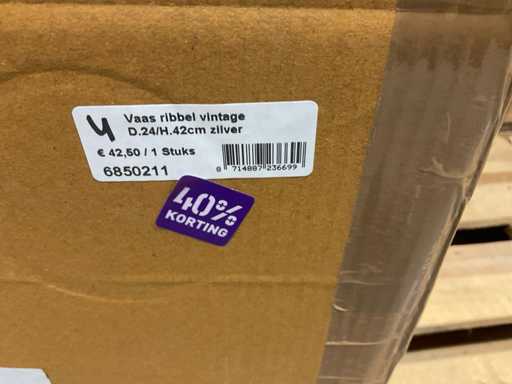 4
Vaas ribbel vintage
D.24/H.42cm zilver
€ 42,50 / 1 Stuks
8 714887 236699
6850211
40%
KORTING